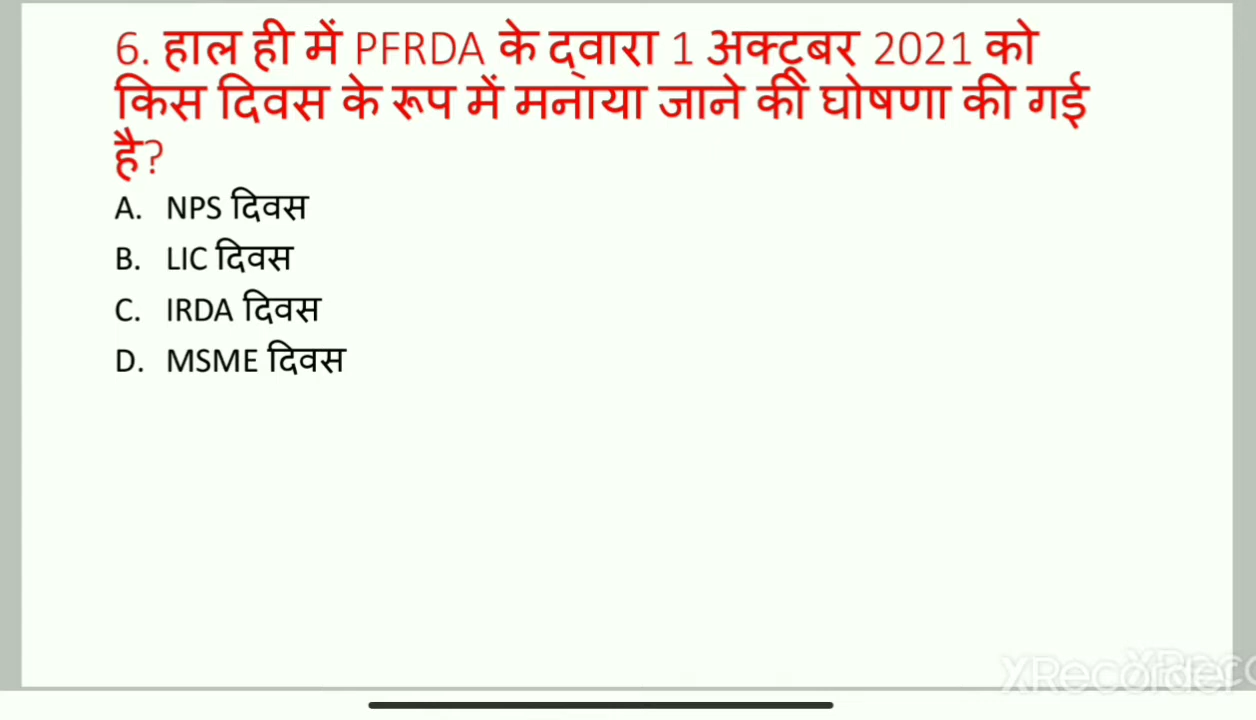 6. हाल ही में PFRDA के द्वारा 1 अक्टूबर 2021 को
किस दिवस के रूप में मनाया जाने की घोषणा की गई
है?
A. NPS दिवस
B. LIC दिवस
C. IRDA दिवस
D. MSME दिवस
XRecorder